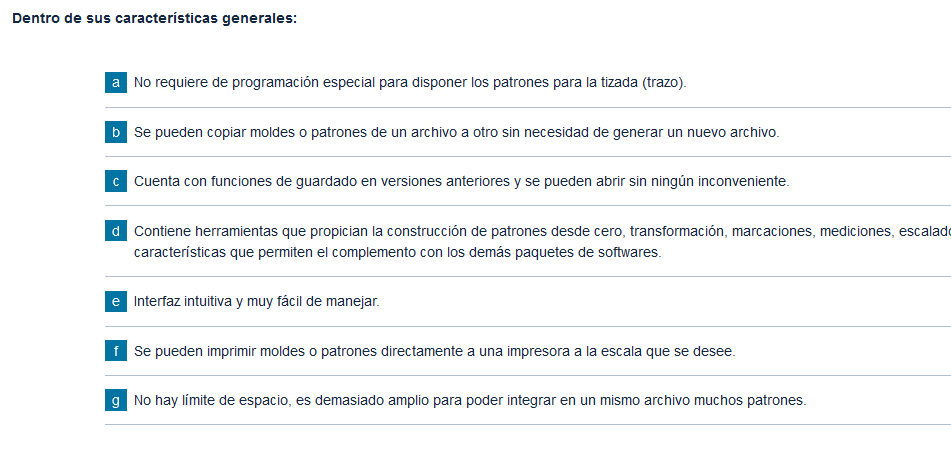 Dentro de sus características generales:
a No requiere de programación especial para disponer los patrones para la tizada (trazo).
b Se pueden copiar moldes o patrones de un archivo a otro sin necesidad de generar un nuevo archivo.
c Cuenta con funciones de guardado en versiones anteriores y se pueden abrir sin ningún inconveniente.
d Contiene herramientas que propician la construcción de patrones desde cero, transformación, marcaciones, mediciones,
características que permiten el complemento con los demás paquetes de softwares.
e Interfaz intuitiva y muy fácil de manejar.
f Se pueden imprimir moldes o patrones directamente a una impresora a la escala que se desee.
g No hay límite de espacio, es demasiado amplio para poder integrar en un mismo archivo muchos patrones.